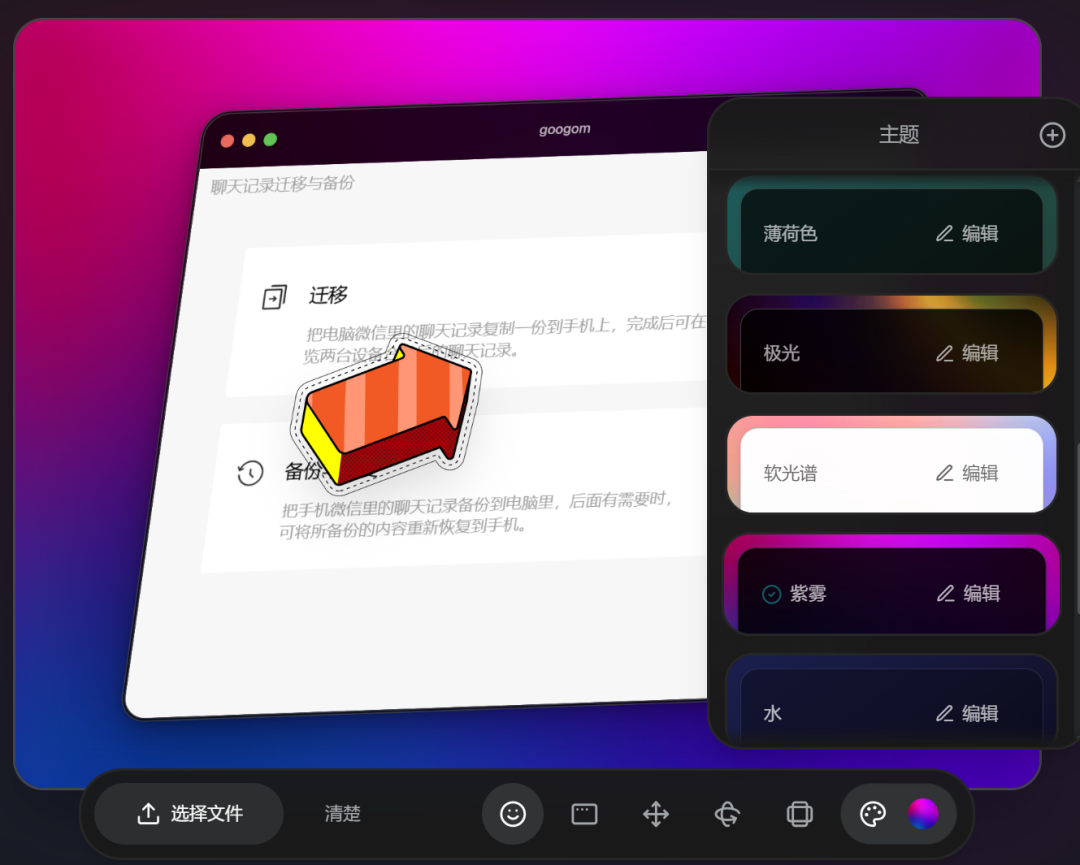 googom
聊天记录迁移与备份
迁移
把电脑微信里的聊天记录复制一份到手机上，完成后可在
览两台设备 的聊天记录。
备份
把手机微信里的聊天记录备份到电脑里，后面有需要时，
可将所备份的内容重新恢复到手机。
主题
薄荷色 编辑
极光 编辑
软光谱 编辑
紫雾 编辑
水 编辑
选择文件 清楚